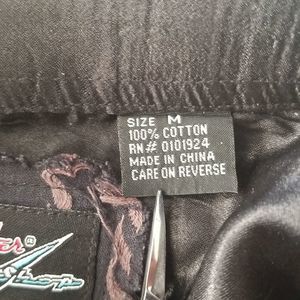 SIZE M
100% COTTON
RN# 0101924
MADE IN CHINA
CARE ON REVERSE